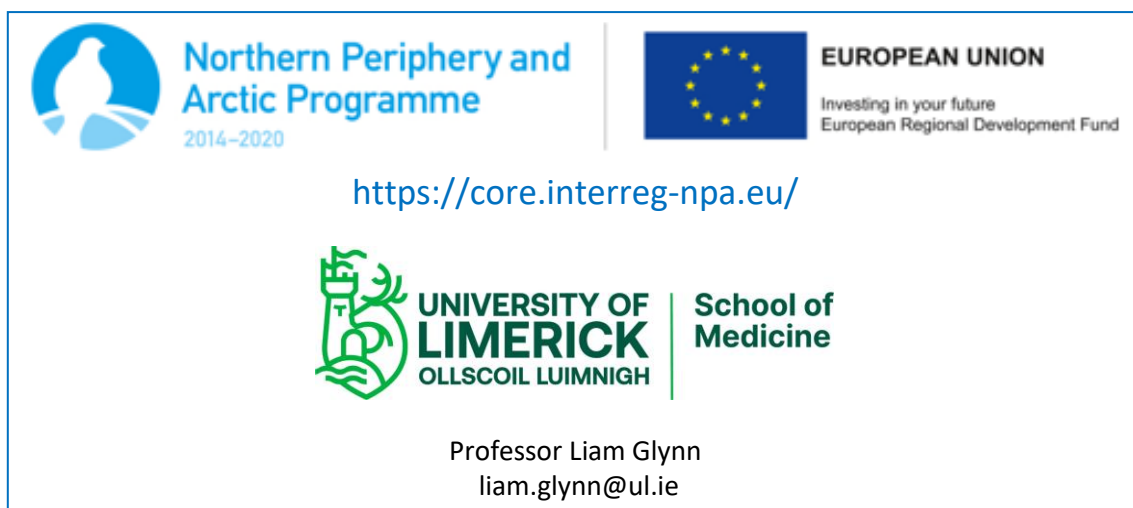 Northern Periphery and
Arctic Programme
2014–2020
EUROPEAN UNION
Investing in your future
European Regional Development Fund
https://core.interreg-npa.eu/
UNIVERSITY OF
LIMERICK
OLLSCOIL LUIMNIGH
School of
Medicine
Professor Liam Glynn
liam.glynn@ul.ie